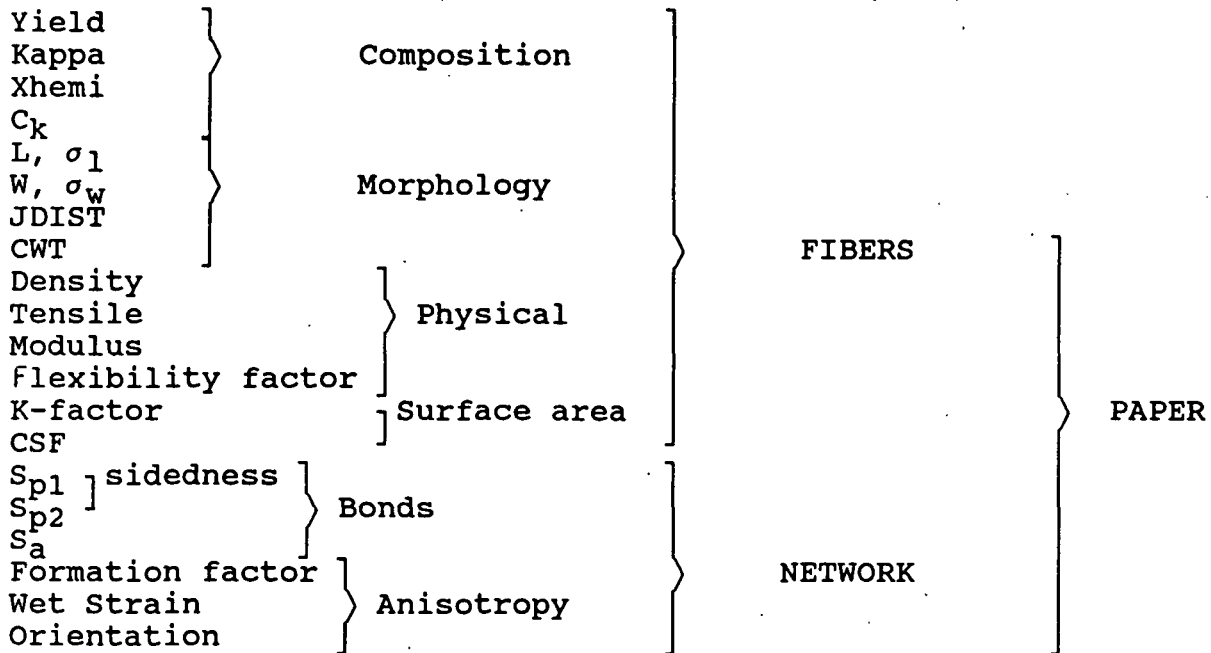 Yield
Kappa Composition
Xhemi
Ck
L, σ1
W, σw Morphology
JDIST
CWT FIBERS
Density
Tensile Physical
Modulus
Flexibility factor
K-factor Surface area PAPER
CSF
Sp1 sidedness
Sp2 Bonds
Sa
Formation factor NETWORK
Wet Strain Anisotropy
Orientation